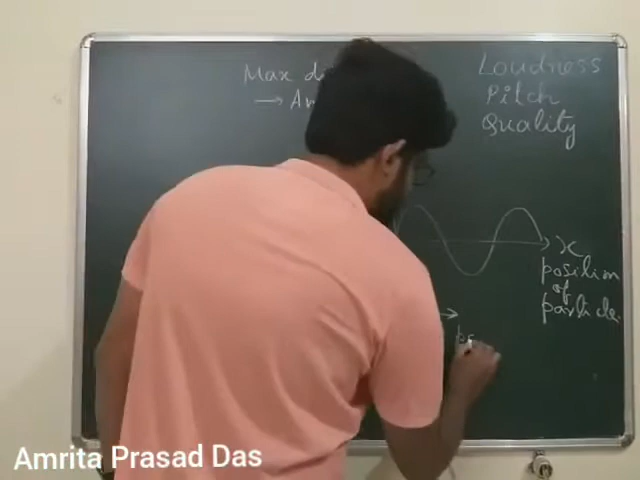 Max
→
Loudness
Pitch
Quality
x
position
of
particle
Amrita Prasad Das